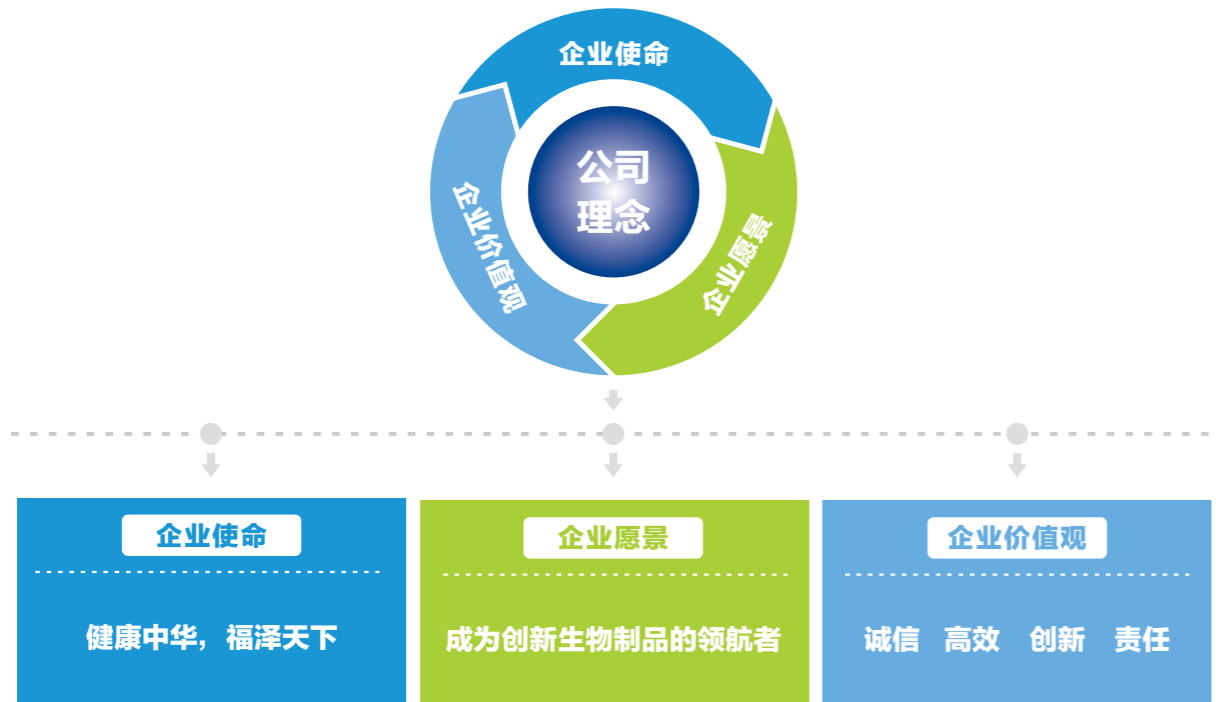 企业使命
公司
理念
企业价值观
企业愿景
企业使命
健康中华，福泽天下
企业愿景
成为创新生物制品的领航者
企业价值观
诚信 高效 创新 责任